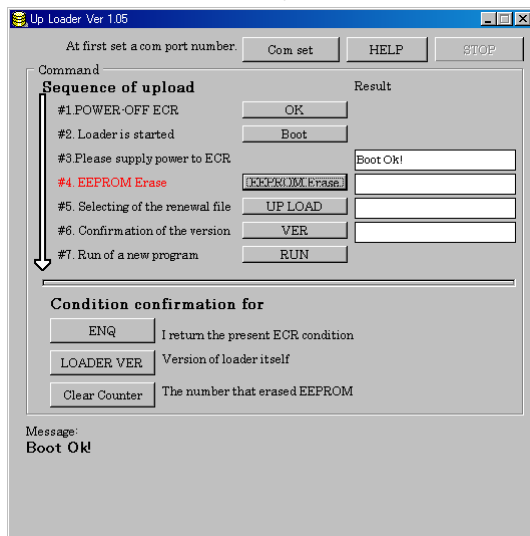 Up Loader Ver 1.05
At first set a com port number. Com set HELP STOP
Command
Sequence of upload Result
#1.POWER-OFF ECR OK
#2. Loader is started Boot
#3.Please supply power to ECR Boot Ok!
#4. EEPROM Erase EEPROM Erase
#5. Selecting of the renewal file UP LOAD
#6. Confirmation of the version VER
#7. Run of a new program RUN
Condition confirmation for
ENQ I return the present ECR condition
LOADER VER Version of loader itself
Clear Counter The number that erased EEPROM
Message:
Boot Ok!